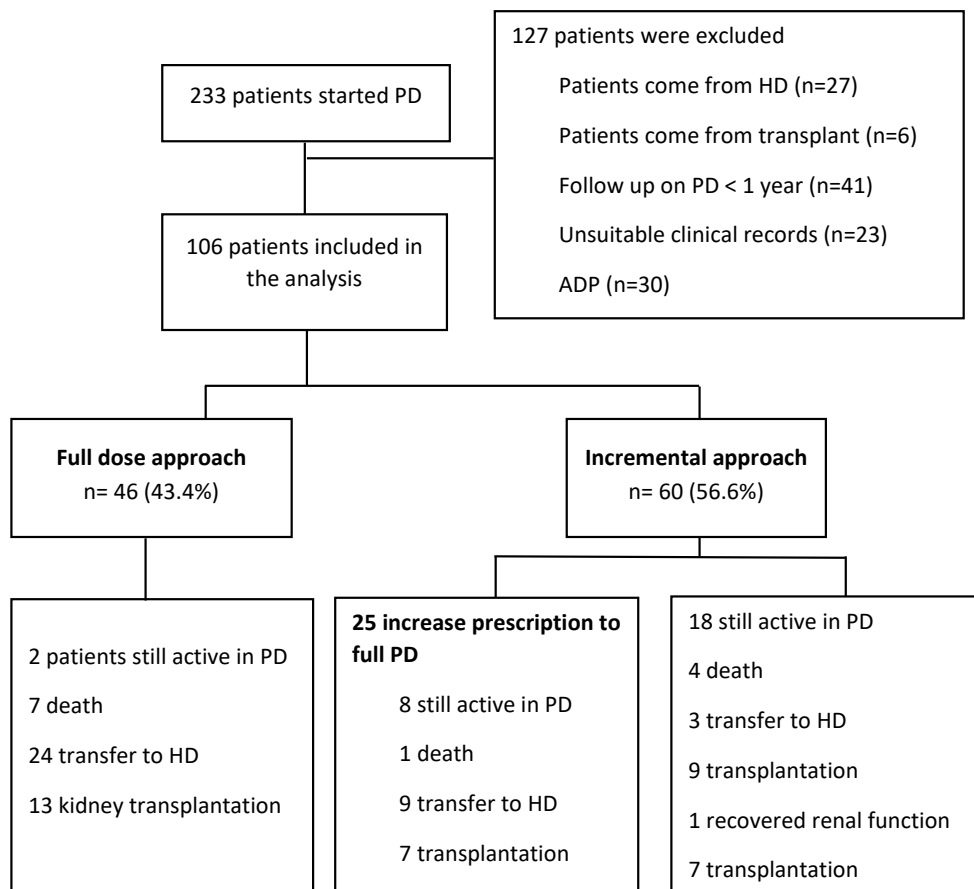 233 patients started PD
127 patients were excluded
Patients come from HD (n=27)
Patients come from transplant (n=6)
Follow up on PD < 1 year (n=41)
Unsuitable clinical records (n=23)
ADP (n=30)
106 patients included in
the analysis
Full dose approach
n= 46 (43.4%)
Incremental approach
n= 60 (56.6%)
2 patients still active in PD
7 death
24 transfer to HD
13 kidney transplantation
25 increase prescription to
full PD
8 still active in PD
1 death
9 transfer to HD
7 transplantation
18 still active in PD
4 death
3 transfer to HD
9 transplantation
1 recovered renal function
7 transplantation